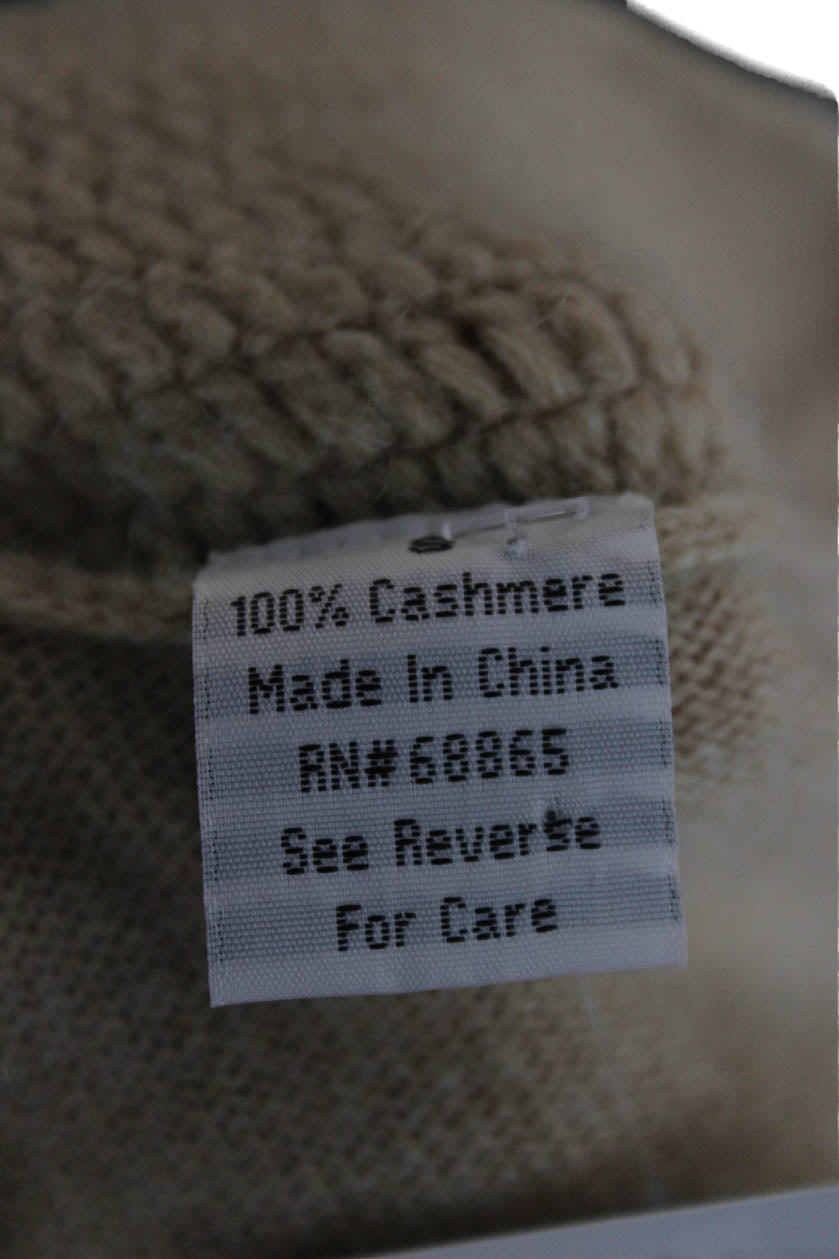 100% Cashmere
Made In China
RN#68865
See Reverse
For Care